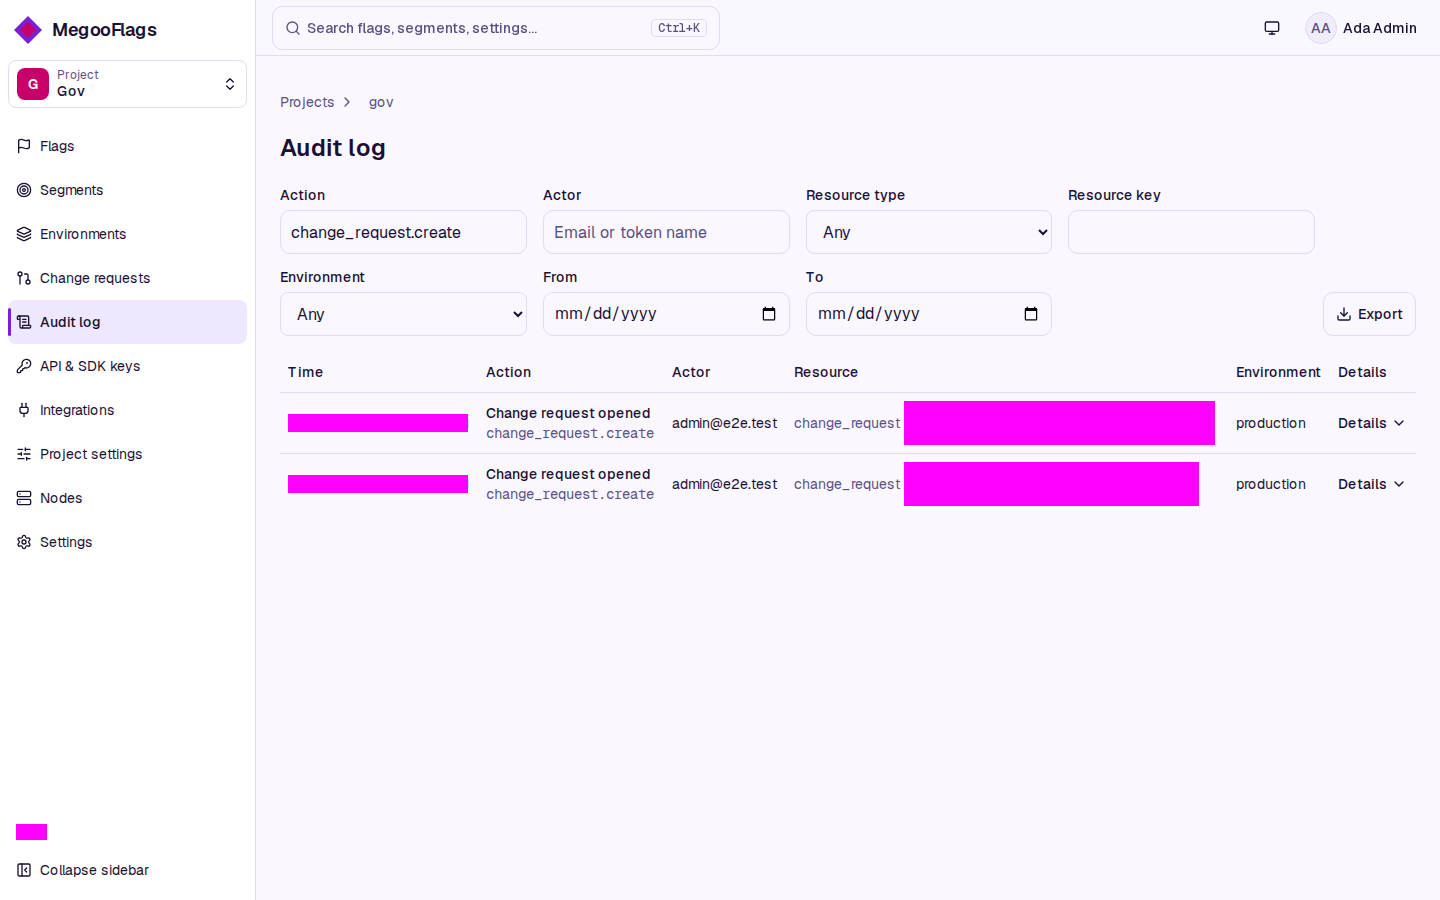 MegooFlags
G
Project
Gov
Flags
Segments
Environments
Change requests
Audit log
API & SDK keys
Integrations
Project settings
Nodes
Settings
Collapse sidebar
Search flags, segments, settings...
Ctrl+K
AA
Ada Admin
Projects
gov
Audit log
Action
Actor
Resource type
Resource key
change_request.create
Email or token name
Any
Environment
From
To
Any
mm/dd/yyyy
mm/dd/yyyy
Export
Time
Action
Actor
Resource
Environment
Details
Change request opened
change_request.create
admin@e2e.test
change_request
production
Details
Change request opened
change_request.create
admin@e2e.test
change_request
production
Details